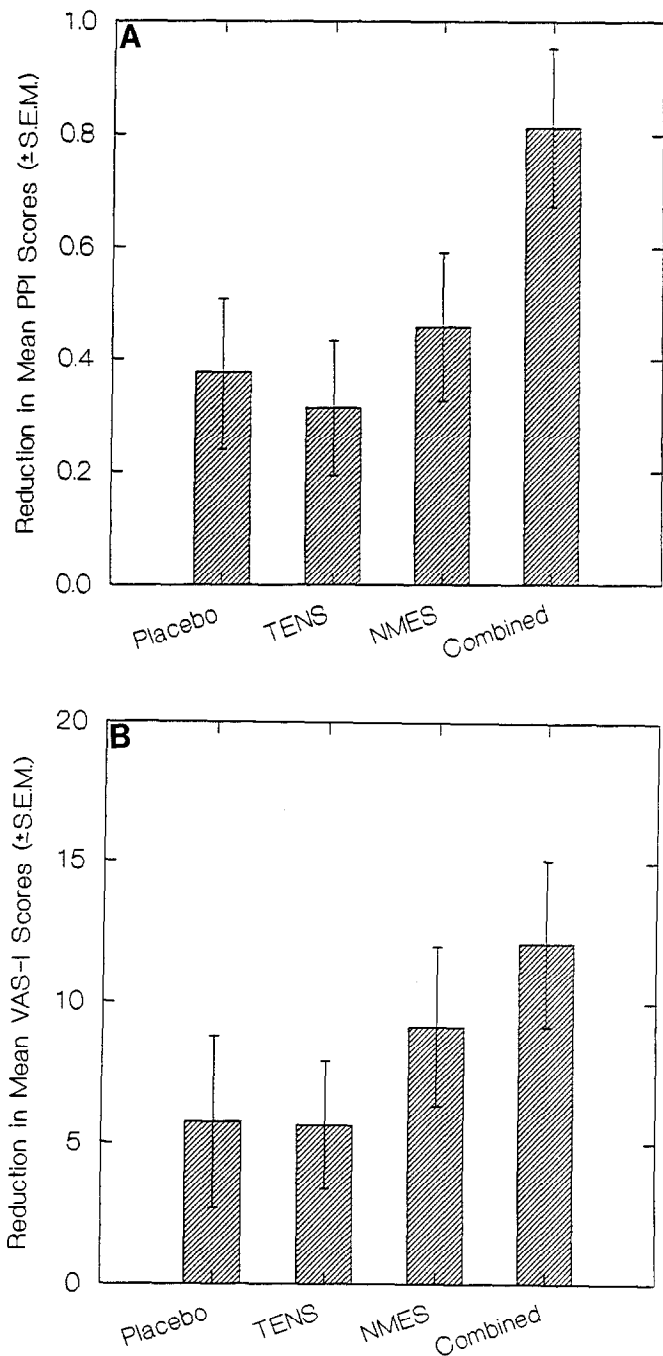 A
Reduction in Mean PPI Scores (±S.E.M.)
1.0
0.8
0.6
0.4
0.2
0.0
Placebo
TENS
NMES
Combined
B
Reduction in Mean VAS-I Scores (±S.E.M.)
20
15
10
5
0
Placebo
TENS
NMES
Combined